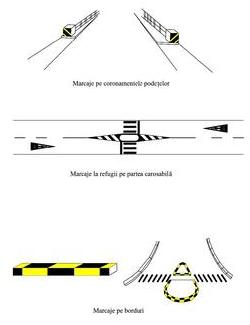 Marcaje pe coronamentele podețelor
Marcaje la refugii pe partea carosabilă
Marcaje pe borduri